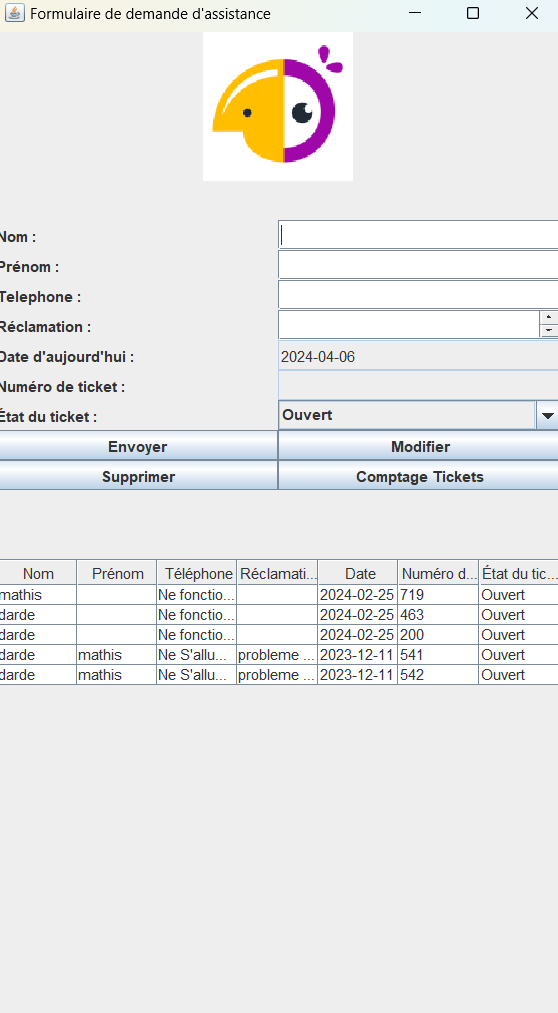 Formulaire de demande d'assistance
Nom :
Prénom :
Telephone :
Réclamation :
Date d'aujourd'hui : 2024-04-06
Numéro de ticket :
État du ticket : Ouvert
Envoyer Modifier
Supprimer Comptage Tickets
Nom Prénom Téléphone Réclamati... Date Numéro d... État du tic...
mathis Ne fonctio... 2024-02-25 719 Ouvert
darde Ne fonctio... 2024-02-25 463 Ouvert
darde Ne fonctio... 2024-02-25 200 Ouvert
darde mathis Ne S'allu... probleme ... 2023-12-11 541 Ouvert
darde mathis Ne S'allu... probleme ... 2023-12-11 542 Ouvert